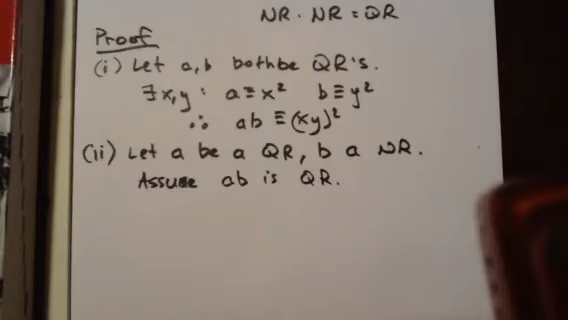 NR · NR = QR
Proof
(i) Let a,b both be QR's.
∃x,y : a ≡ x² b ≡ y²
∴ ab ≡ (xy)²
(ii) Let a be a QR, b a NR.
Assume ab is QR.